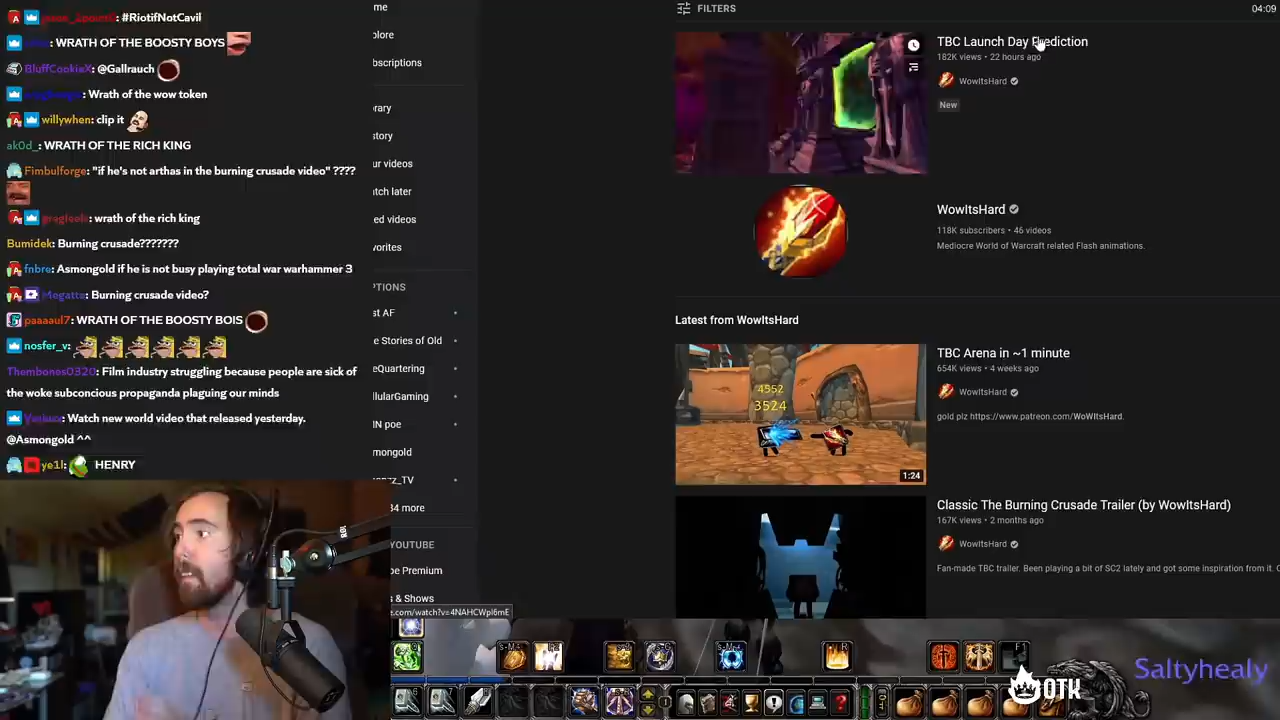 #RiotifNotCavil
WRATH OF THE BOOSTY BOYS
BluffCookieX: @Gallrauch
Wrath of the wow token
willywhen: clip it
ak0d_: WRATH OF THE RICH KING
Fimbulforge: "if he's not arthas in the burning crusade video" ????
wrath of the rich king
Bumidek: Burning crusade???????
fnbre: Asmongold if he is not busy playing total war warhammer 3
Megatta: Burning crusade video?
paaaaul7: WRATH OF THE BOOSTY BOIS
nosfer_v:
Thembones0320: Film industry struggling because people are sick of
the woke subconcious propaganda plaguing our minds
Watch new world video that released yesterday.
@Asmongold ^^
ye1l: HENRY
me
plore
bscriptions
rary
story
ur videos
atch later
ed videos
vorites
PTIONS
st AF
e Stories of Old
eQuartering
llularGaming
IN poe
mongold
zz_TV
34 more
YOUTUBE
be Premium
s & Shows
e.com/watch?v=4NAHCWpI6mE
FILTERS
04:09
TBC Launch Day Prediction
182K views • 22 hours ago
WowItsHard
New
WowItsHard
118K subscribers • 46 videos
Mediocre World of Warcraft related Flash animations.
Latest from WowItsHard
4552
3524
1:24
TBC Arena in ~1 minute
654K views • 4 weeks ago
WowItsHard
gold plz https://www.patreon.com/WoWItsHard.
Classic The Burning Crusade Trailer (by WowItsHard)
167K views • 2 months ago
WowItsHard
Fan-made TBC trailer. Been playing a bit of SC2 lately and got some inspiration from it.
OTK
Saltyhealy